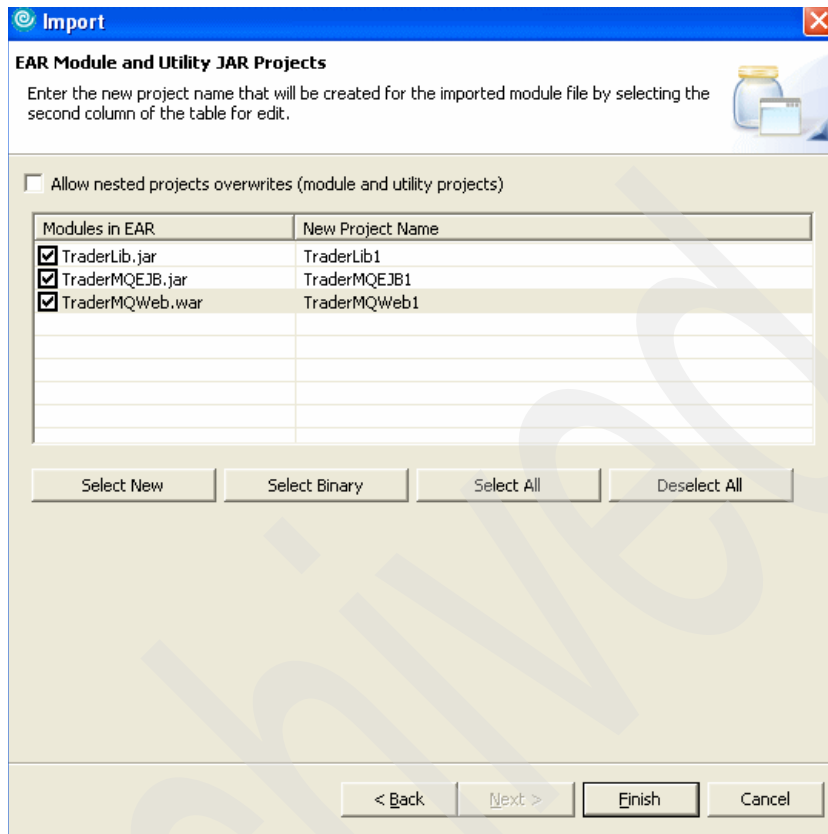 Import
EAR Module and Utility JAR Projects
Enter the new project name that will be created for the imported module file by selecting the
second column of the table for edit.
Allow nested projects overwrites (module and utility projects)
Modules in EAR New Project Name
TraderLib.jar TraderLib1
TraderMQEJB.jar TraderMQEJB1
TraderMQWeb.war TraderMQWeb1
Select New Select Binary Select All Deselect All
< Back Next > Finish Cancel